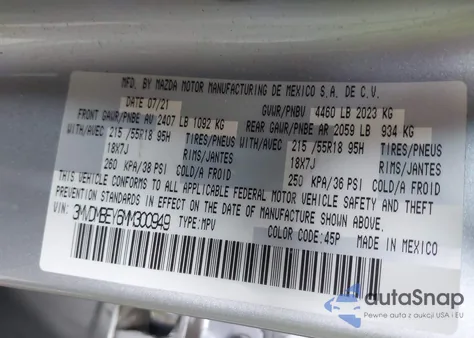 MFD. BY MAZDA MOTOR MANUFACTURING DE MEXICO S.A. DE C.V.
DATE 07/21 GVWR/PNBV 4460 LB 2023 KG
FRONT GAWR/PNBE AV 2407 LB 1092 KG REAR GAWR/PNBE AR 2059 LB 934 KG
WITH/AVEC 215 /55R18 95H TIRES/PNEUS WITH/AVEC 215 /55R18 95H TIRES/PNEUS
18X7J RIMS/JANTES 18X7J RIMS/JANTES
260 KPA/38 PSI COLD/A FROID 250 KPA/36 PSI COLD/A FROID
THIS VEHICLE CONFORMS TO ALL APPLICABLE FEDERAL MOTOR VEHICLE SAFETY AND THEFT
PREVENTION STANDARDS IN EFFECT ON THE DATE OF MANUFACTURE SHOWN ABOVE.
VIN: 3MVDMBEY6MM300949 TYPE: MPV COLOR CODE: 45P MADE IN MEXICO
autoSnap
Pewne auta z aukcji USA i EU